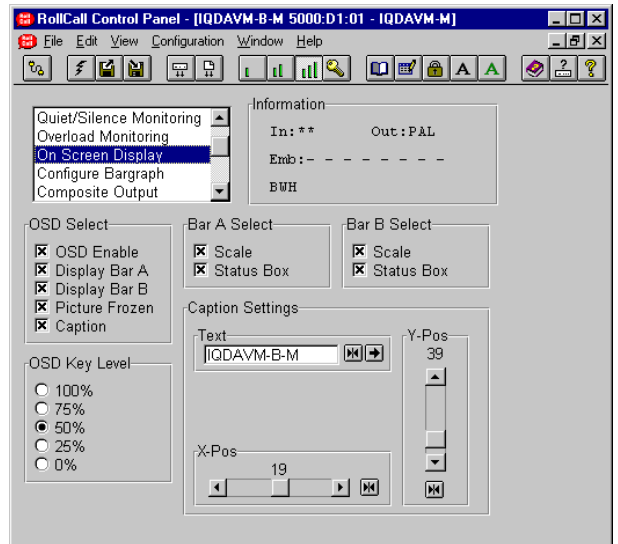 RollCall Control Panel - [IQDAVM-B-M 5000:D1:01 - IQDAVM-M]
File Edit View Configuration Window Help
A A
Quiet/Silence Monitoring
Overload Monitoring
On Screen Display
Configure Bargraph
Composite Output
Information
In:** Out:PAL
Emb:- - - - - - - -
BWH
OSD Select
OSD Enable
Display Bar A
Display Bar B
Picture Frozen
Caption
Bar A Select
Scale
Status Box
Bar B Select
Scale
Status Box
OSD Key Level
100%
75%
50%
25%
0%
Caption Settings
Text
IQDAVM-B-M
Y-Pos
39
X-Pos
19